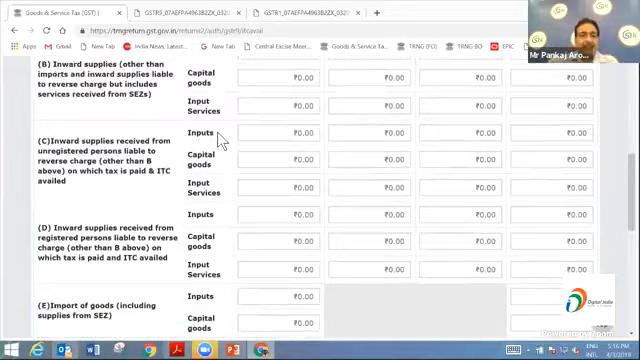 Goods & Services Tax (GST)
GSTR9_07AEFPA4963B2ZX_032
GSTR1_07AEFPA4963B2ZX_032
https://tmgreturn.gst.gov.in/returns2/auth/gstr9/itcavail
Apps
New Tab
India News, Latest
Google
New Tab
Central Excise Meer
Goods & Services Ta
TRNG (FO)
TRNG BO
EPIC
Mr Pankaj Aro...
(B) Inward supplies (other than
imports and inward supplies liable
to reverse charge but includes
services received from SEZs)
Capital
goods
₹0.00 ₹0.00 ₹0.00 ₹0.00
Input
Services
₹0.00 ₹0.00 ₹0.00 ₹0.00
(C)Inward supplies received from
unregistered persons liable to
reverse charge (other than B
above) on which tax is paid & ITC
availed
Inputs
₹0.00 ₹0.00 ₹0.00 ₹0.00
Capital
goods
₹0.00 ₹0.00 ₹0.00 ₹0.00
Input
Services
₹0.00 ₹0.00 ₹0.00 ₹0.00
(D) Inward supplies received from
registered persons liable to reverse
charge (other than B above) on
which tax is paid and ITC availed
Inputs
₹0.00 ₹0.00 ₹0.00 ₹0.00
Capital
goods
₹0.00 ₹0.00 ₹0.00 ₹0.00
Input
Services
₹0.00 ₹0.00 ₹0.00 ₹0.00
(E)Import of goods (including
supplies from SEZ)
Inputs
₹0.00
Capital
goods
₹0.00
Digital India
Powered by Zoom
ENG
INTL
5:16 PM